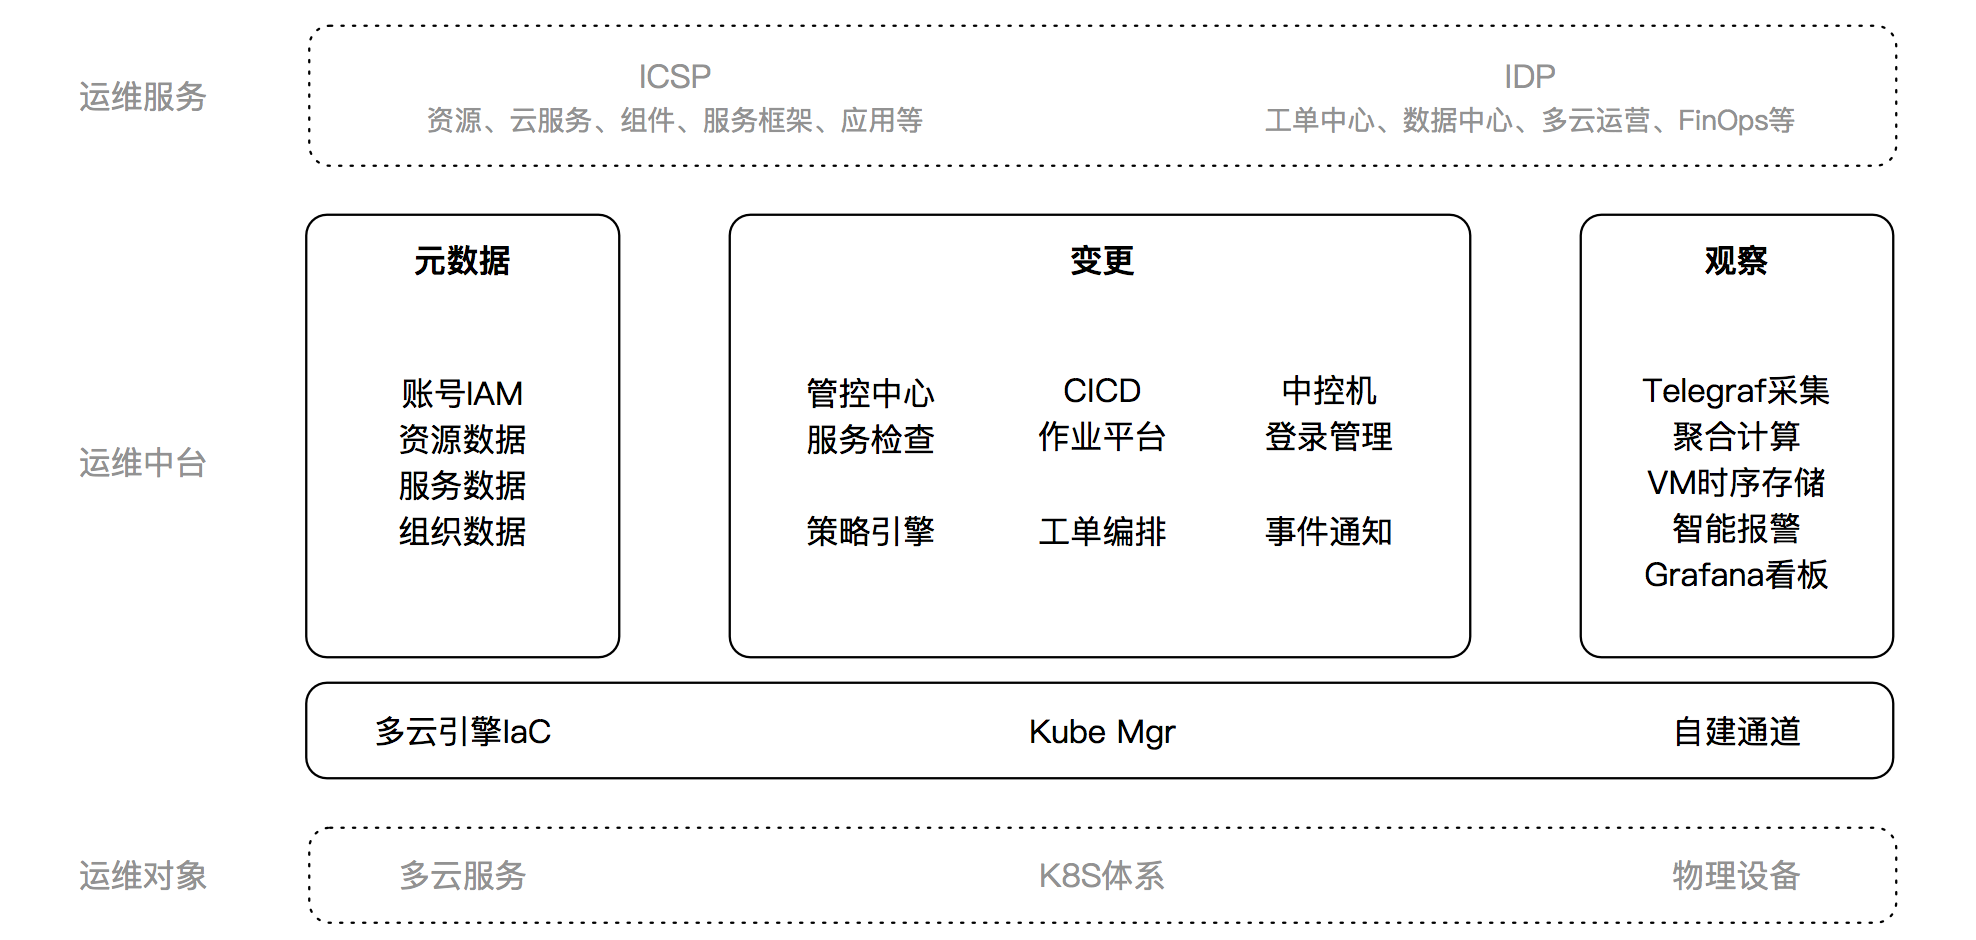 运维服务
ICSP
资源、云服务、组件、服务框架、应用等
IDP
工单中心、数据中心、多云运营、FinOps等
运维中台
元数据
账号IAM
资源数据
服务数据
组织数据
变更
管控中心
服务检查
CICD
作业平台
中控机
登录管理
策略引擎
工单编排
事件通知
观察
Telegraf采集
聚合计算
VM时序存储
智能报警
Grafana看板
多云引擎IaC
Kube Mgr
自建通道
运维对象
多云服务
K8S体系
物理设备